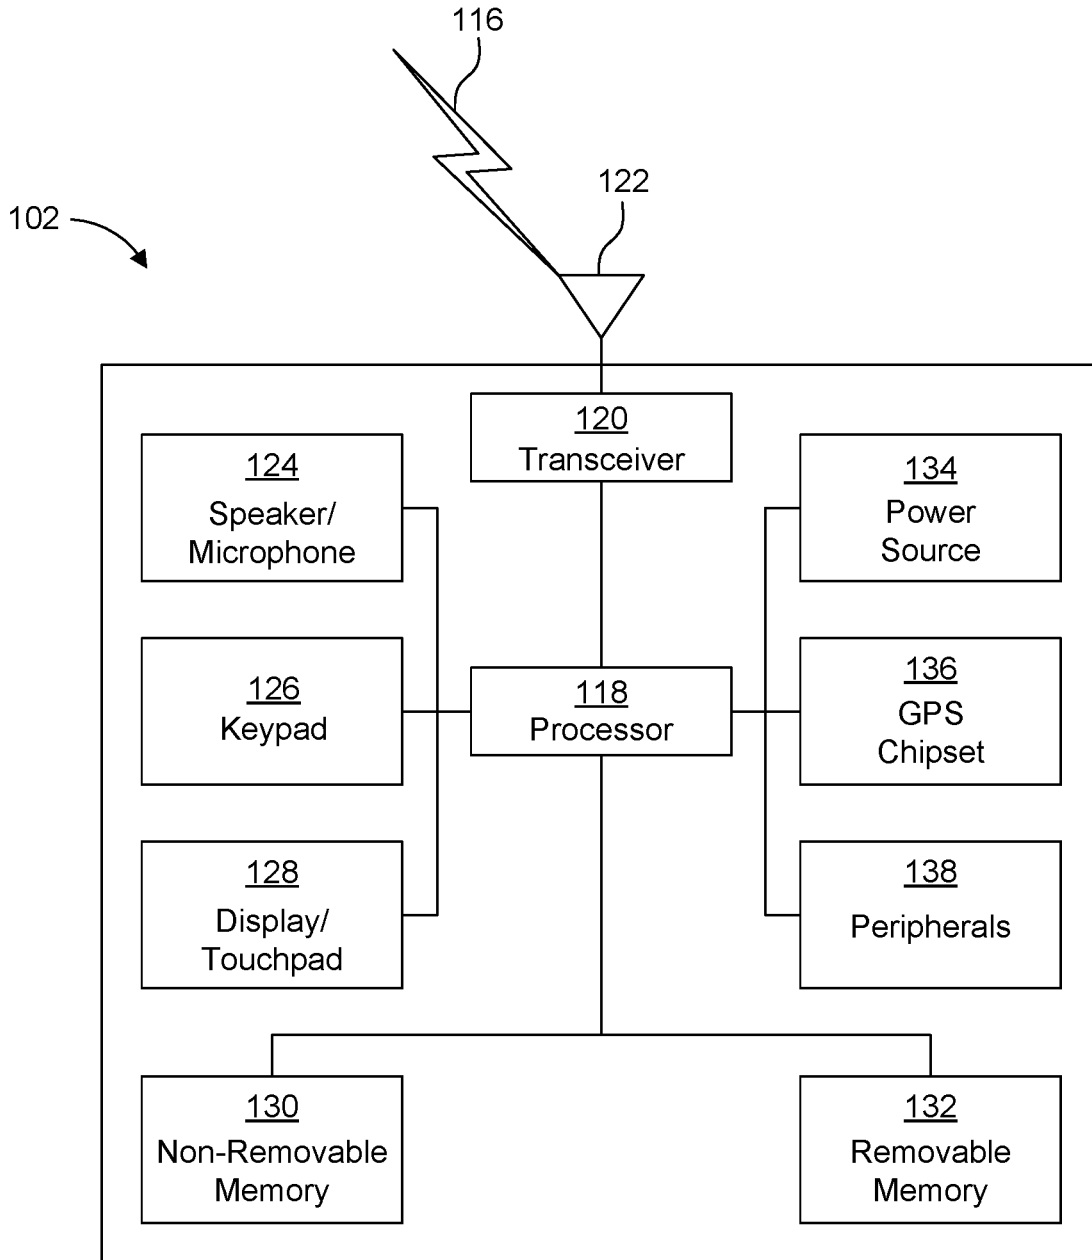 116
122
102
120
Transceiver
124
Speaker/
Microphone
134
Power
Source
126
Keypad
118
Processor
136
GPS
Chipset
128
Display/
Touchpad
138
Peripherals
130
Non-Removable
Memory
132
Removable
Memory